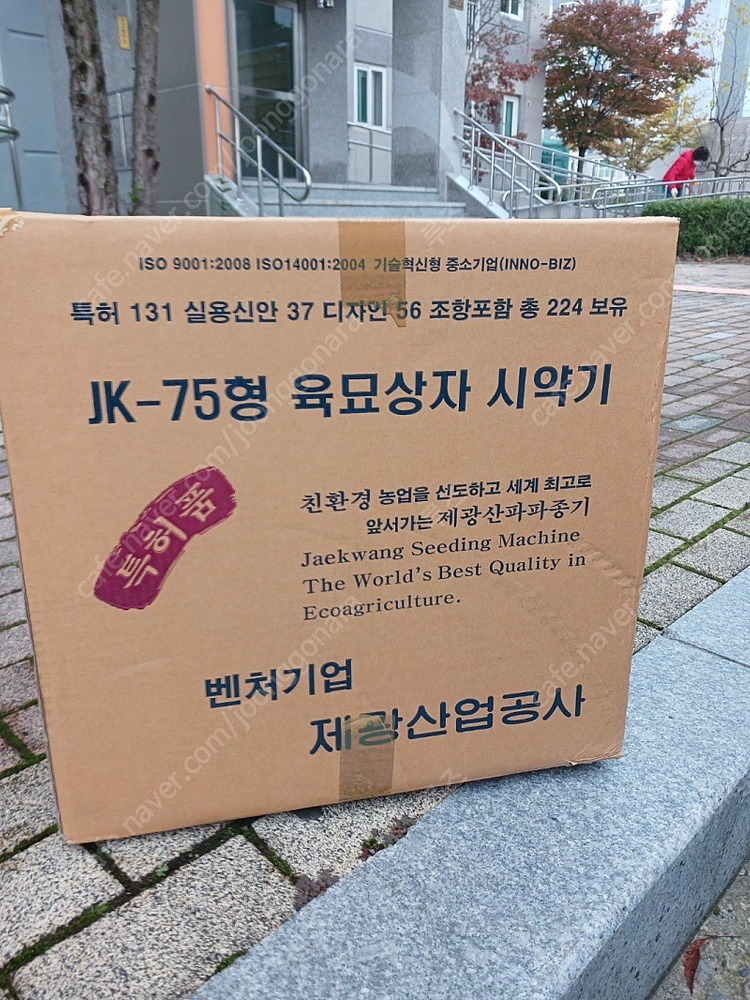 ISO 9001:2008 ISO14001:2004 기술혁신형 중소기업(INNO-BIZ)
특허 131 실용신안 37 디자인 56 조항포함 총 224 보유
JK-75형 육묘상자 시약기
특허품
친환경 농업을 선도하고 세계 최고로
앞서가는 제광산파파종기
Jaekwang Seeding Machine
The World's Best Quality in
Ecoagriculture.
벤처기업
제광산업공사
cafe.naver.com/joonggonara